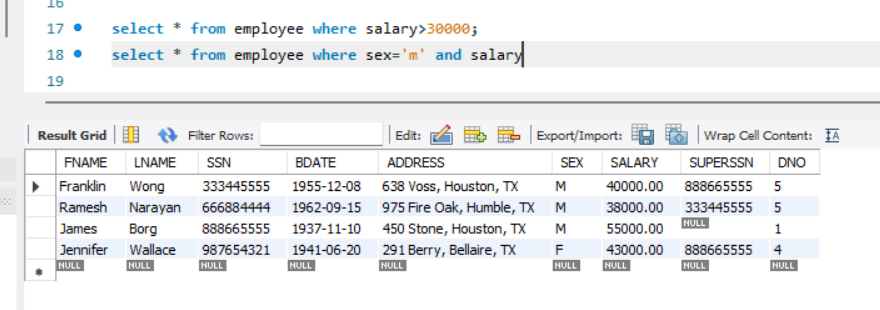 16
17 select * from employee where salary>30000;
18 select * from employee where sex='m' and salary
19
Result Grid Filter Rows: Edit: Export/Import: Wrap Cell Content: IA
FNAME LNAME SSN BDATE ADDRESS SEX SALARY SUPERSSN DNO
Franklin Wong 333445555 1955-12-08 638 Voss, Houston, TX M 40000.00 888665555 5
Ramesh Narayan 666884444 1962-09-15 975 Fire Oak, Humble, TX M 38000.00 333445555 5
James Borg 888665555 1937-11-10 450 Stone, Houston, TX M 55000.00 NULL 1
Jennifer Wallace 987654321 1941-06-20 291 Berry, Bellaire, TX F 43000.00 888665555 4
NULL NULL NULL NULL NULL NULL NULL NULL NULL